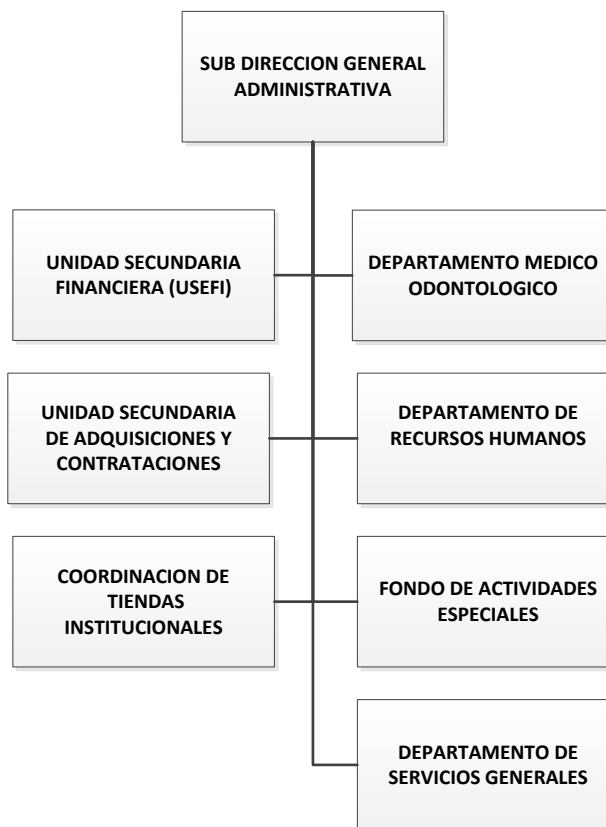 SUB DIRECCION GENERAL
ADMINISTRATIVA
UNIDAD SECUNDARIA
FINANCIERA (USEFI)
DEPARTAMENTO MEDICO
ODONTOLOGICO
UNIDAD SECUNDARIA
DE ADQUISICIONES Y
CONTRATACIONES
DEPARTAMENTO DE
RECURSOS HUMANOS
COORDINACION DE
TIENDAS
INSTITUCIONALES
FONDO DE ACTIVIDADES
ESPECIALES
DEPARTAMENTO DE
SERVICIOS GENERALES